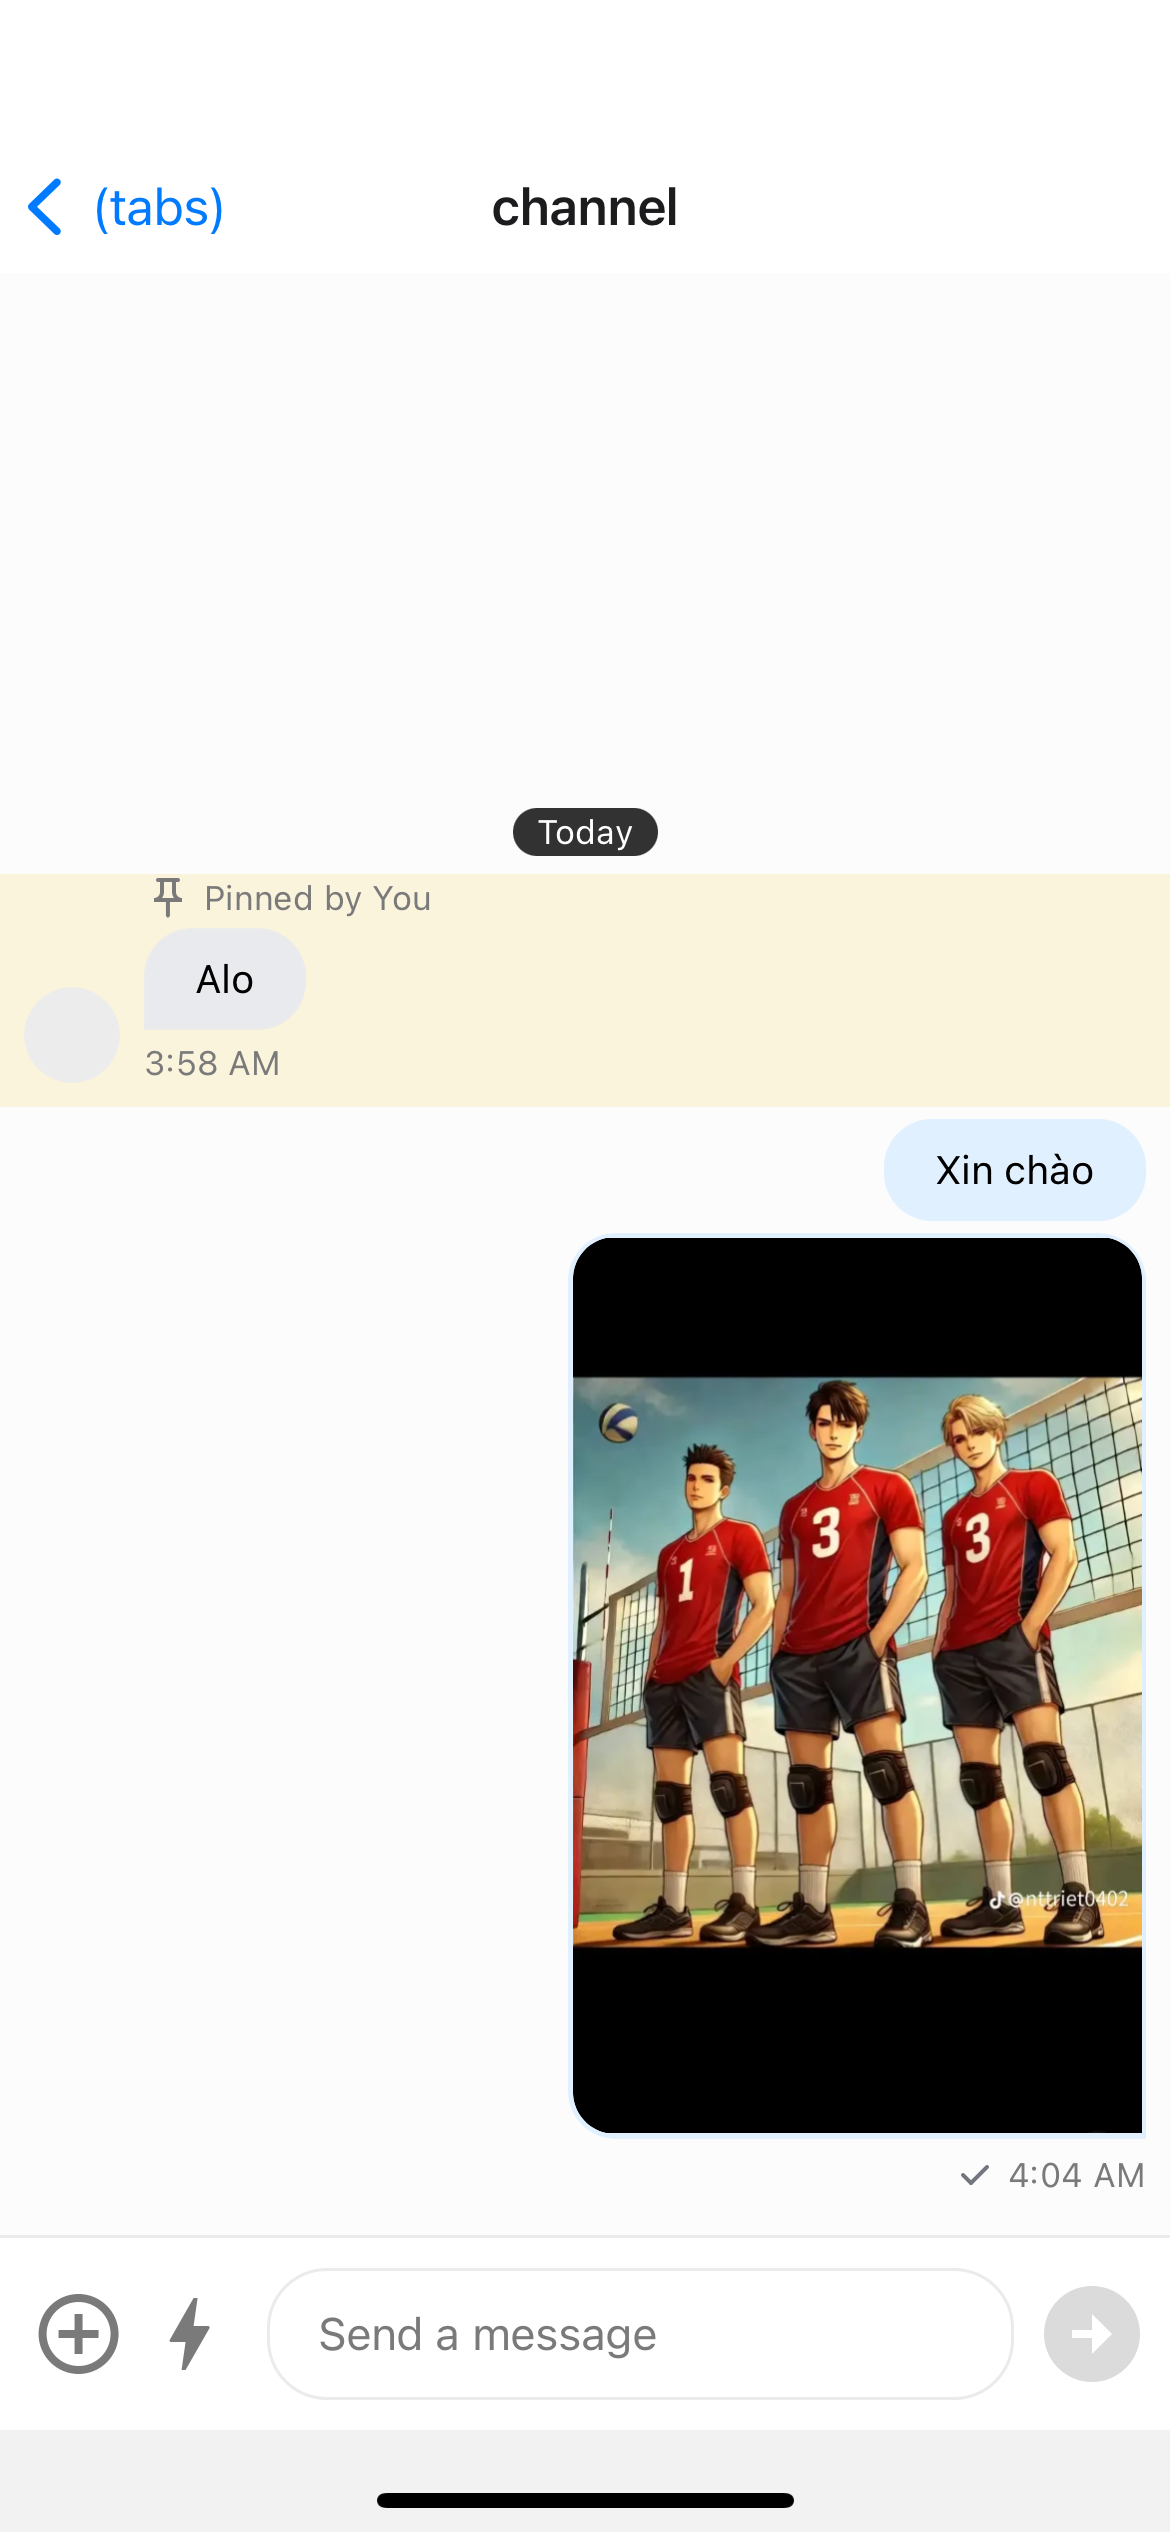 (tabs)
channel
Today
Pinned by You
Alo
3:58 AM
Xin chào
1
3
3
@nttriet0402
4:04 AM
Send a message